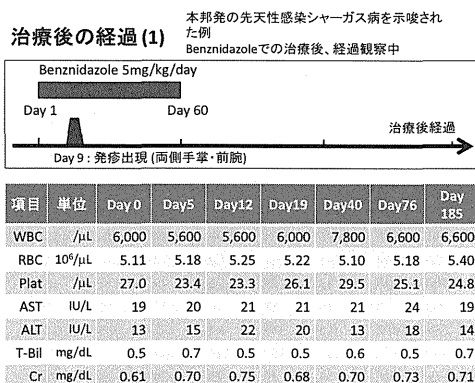 治療後の経過(1)
本邦発の先天性感染シャーガス病を示唆され
た例
Benznidazoleでの治療後、経過観察中
Benznidazole 5mg/kg/day
Day 1 Day 60
治療後経過
Day 9 : 発疹出現 (両側手掌・前腕)
項目 単位 Day 0 Day5 Day12 Day19 Day40 Day76 Day 185
WBC /μL 6,000 5,600 5,600 6,000 7,800 6,600 6,600
RBC 10⁶/μL 5.11 5.18 5.25 5.22 5.10 5.18 5.40
Plat /μL 27.0 23.4 23.3 26.1 29.5 25.1 24.8
AST IU/L 19 20 21 21 21 24 19
ALT IU/L 13 15 22 20 13 18 14
T-Bil mg/dL 0.5 0.7 0.5 0.5 0.6 0.5 0.7
Cr mg/dL 0.61 0.70 0.75 0.68 0.70 0.73 0.71